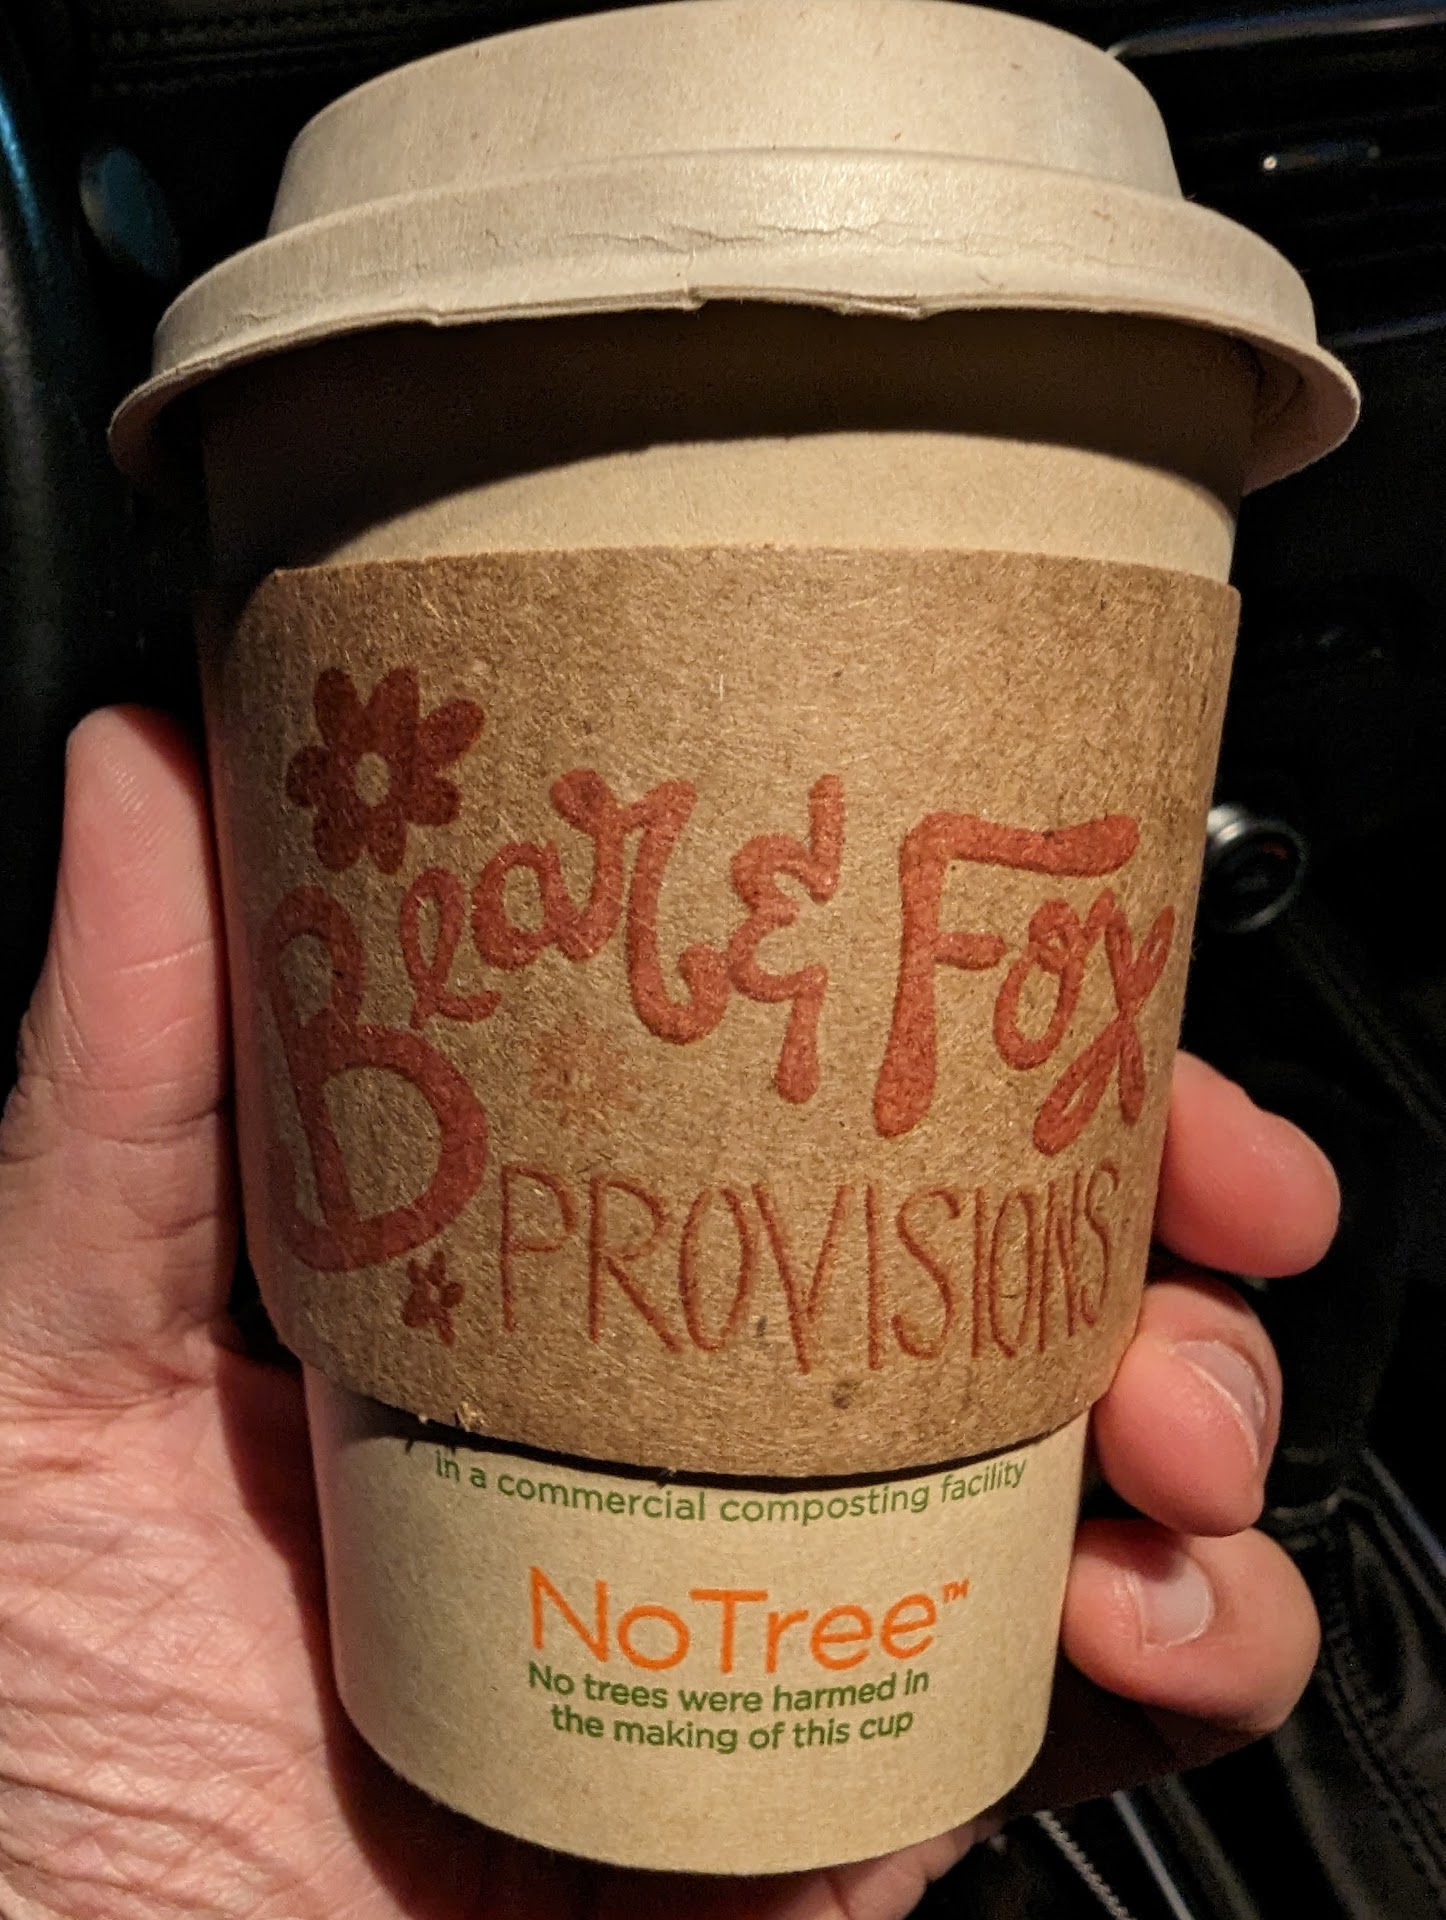 Bear & Fox
PROVISIONS
in a commercial composting facility
NoTree™
No trees were harmed in
the making of this cup